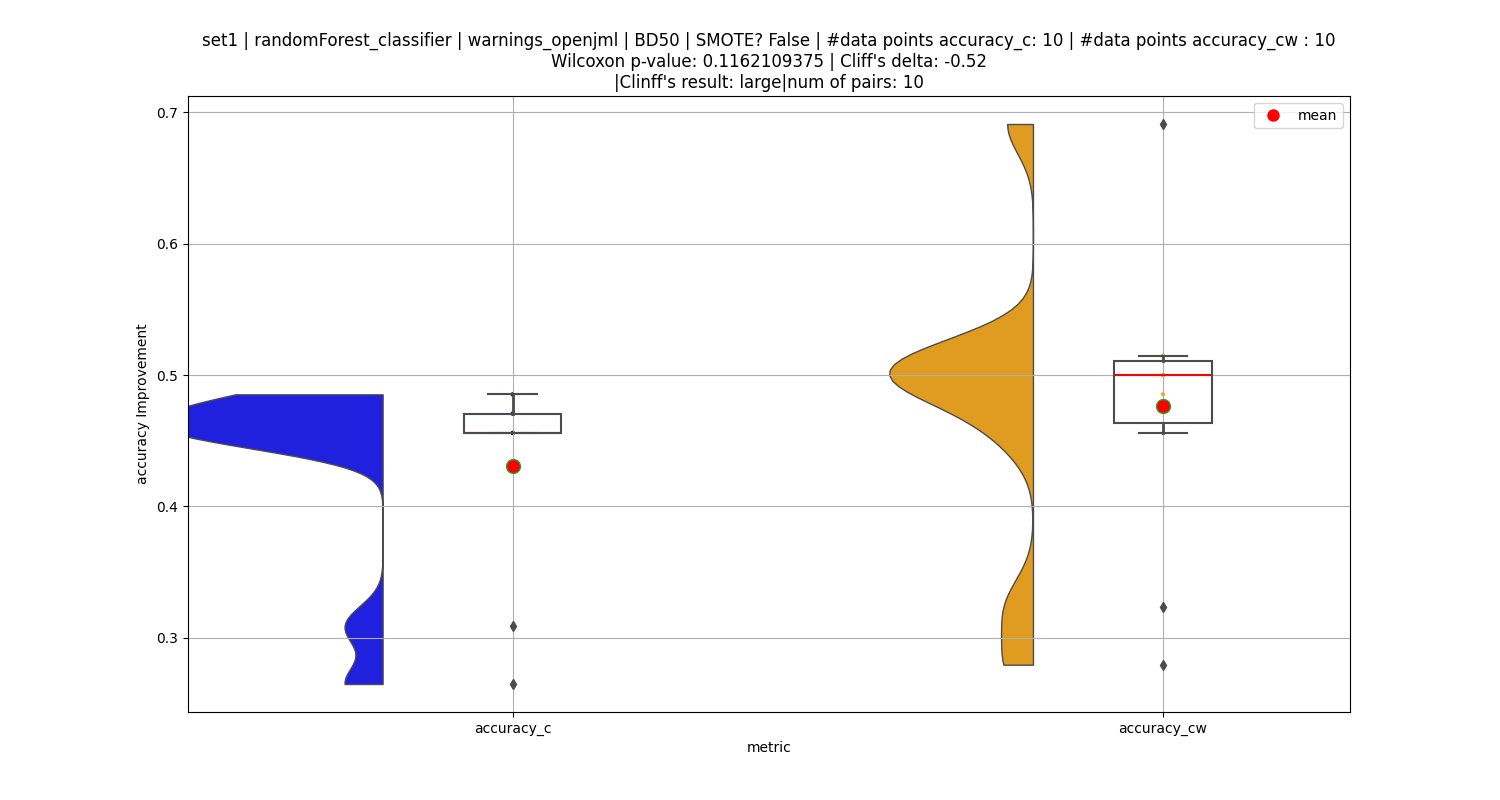 set1 | randomForest_classifier | warnings_openjml | BD50 | SMOTE? False | #data points accuracy_c: 10 | #data points accuracy_cw : 10
Wilcoxon p-value: 0.1162109375 | Cliff's delta: -0.52
|Clinff's result: large|num of pairs: 10
mean
0.7
0.6
0.5
0.4
0.3
accuracy Improvement
accuracy_c
accuracy_cw
metric